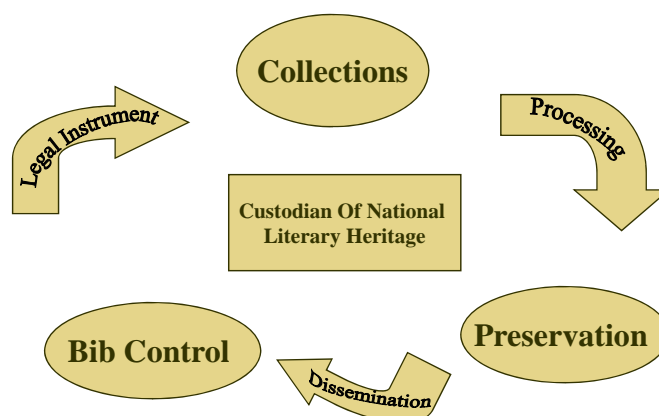 Collections
Legal Instrument
Processing
Custodian Of National
Literary Heritage
Bib Control
Preservation
Dissemination